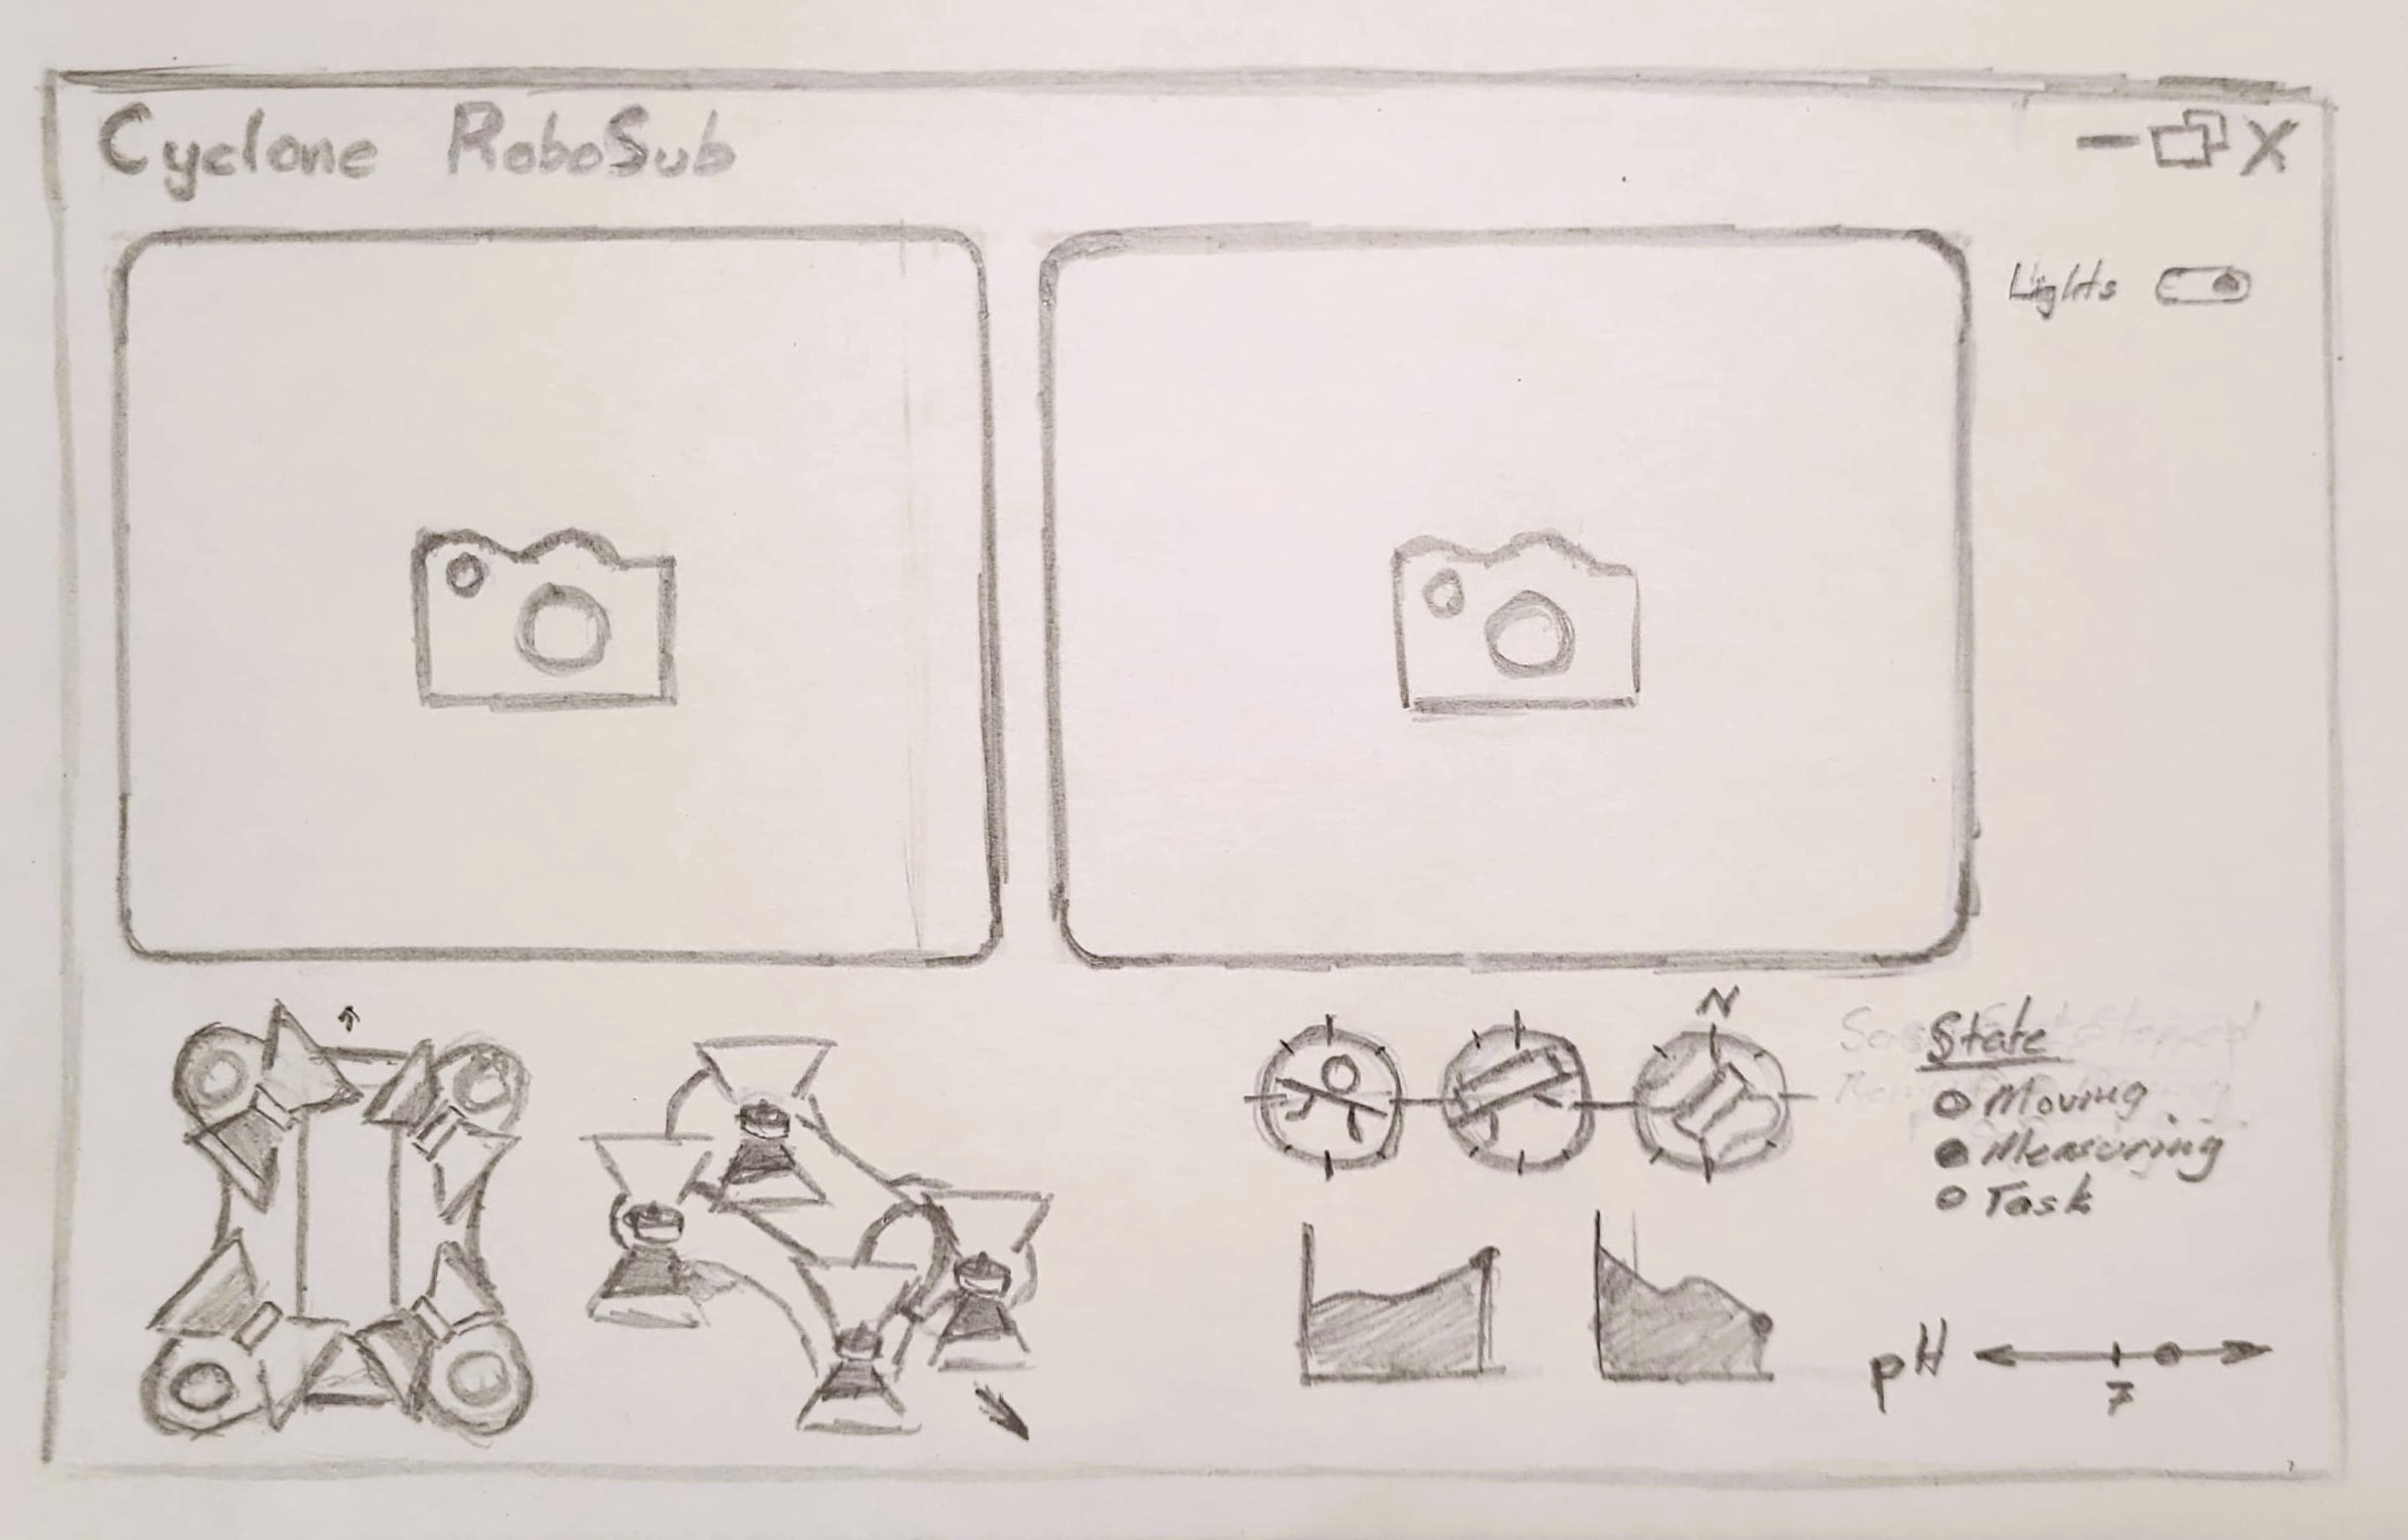 Cyclone RoboSub
Lights
N
State
Moving
Measuring
Task
pH
7